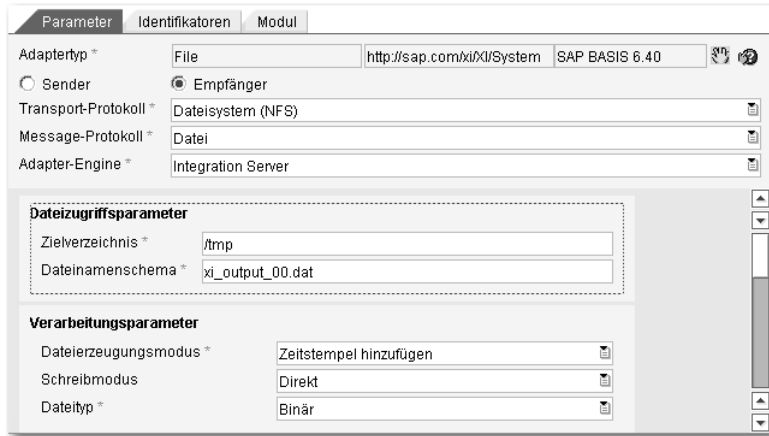 Parameter Identifikatoren Modul
Adaptertyp * File http://sap.com/xi/XI/System SAP BASIS 6.40
Sender Empfänger
Transport-Protokoll * Dateisystem (NFS)
Message-Protokoll * Datei
Adapter-Engine * Integration Server
Dateizugriffsparameter
Zielverzeichnis * /tmp
Dateinamenschema * xi_output_00.dat
Verarbeitungsparameter
Dateierzeugungsmodus * Zeitstempel hinzufügen
Schreibmodus Direkt
Dateityp * Binär